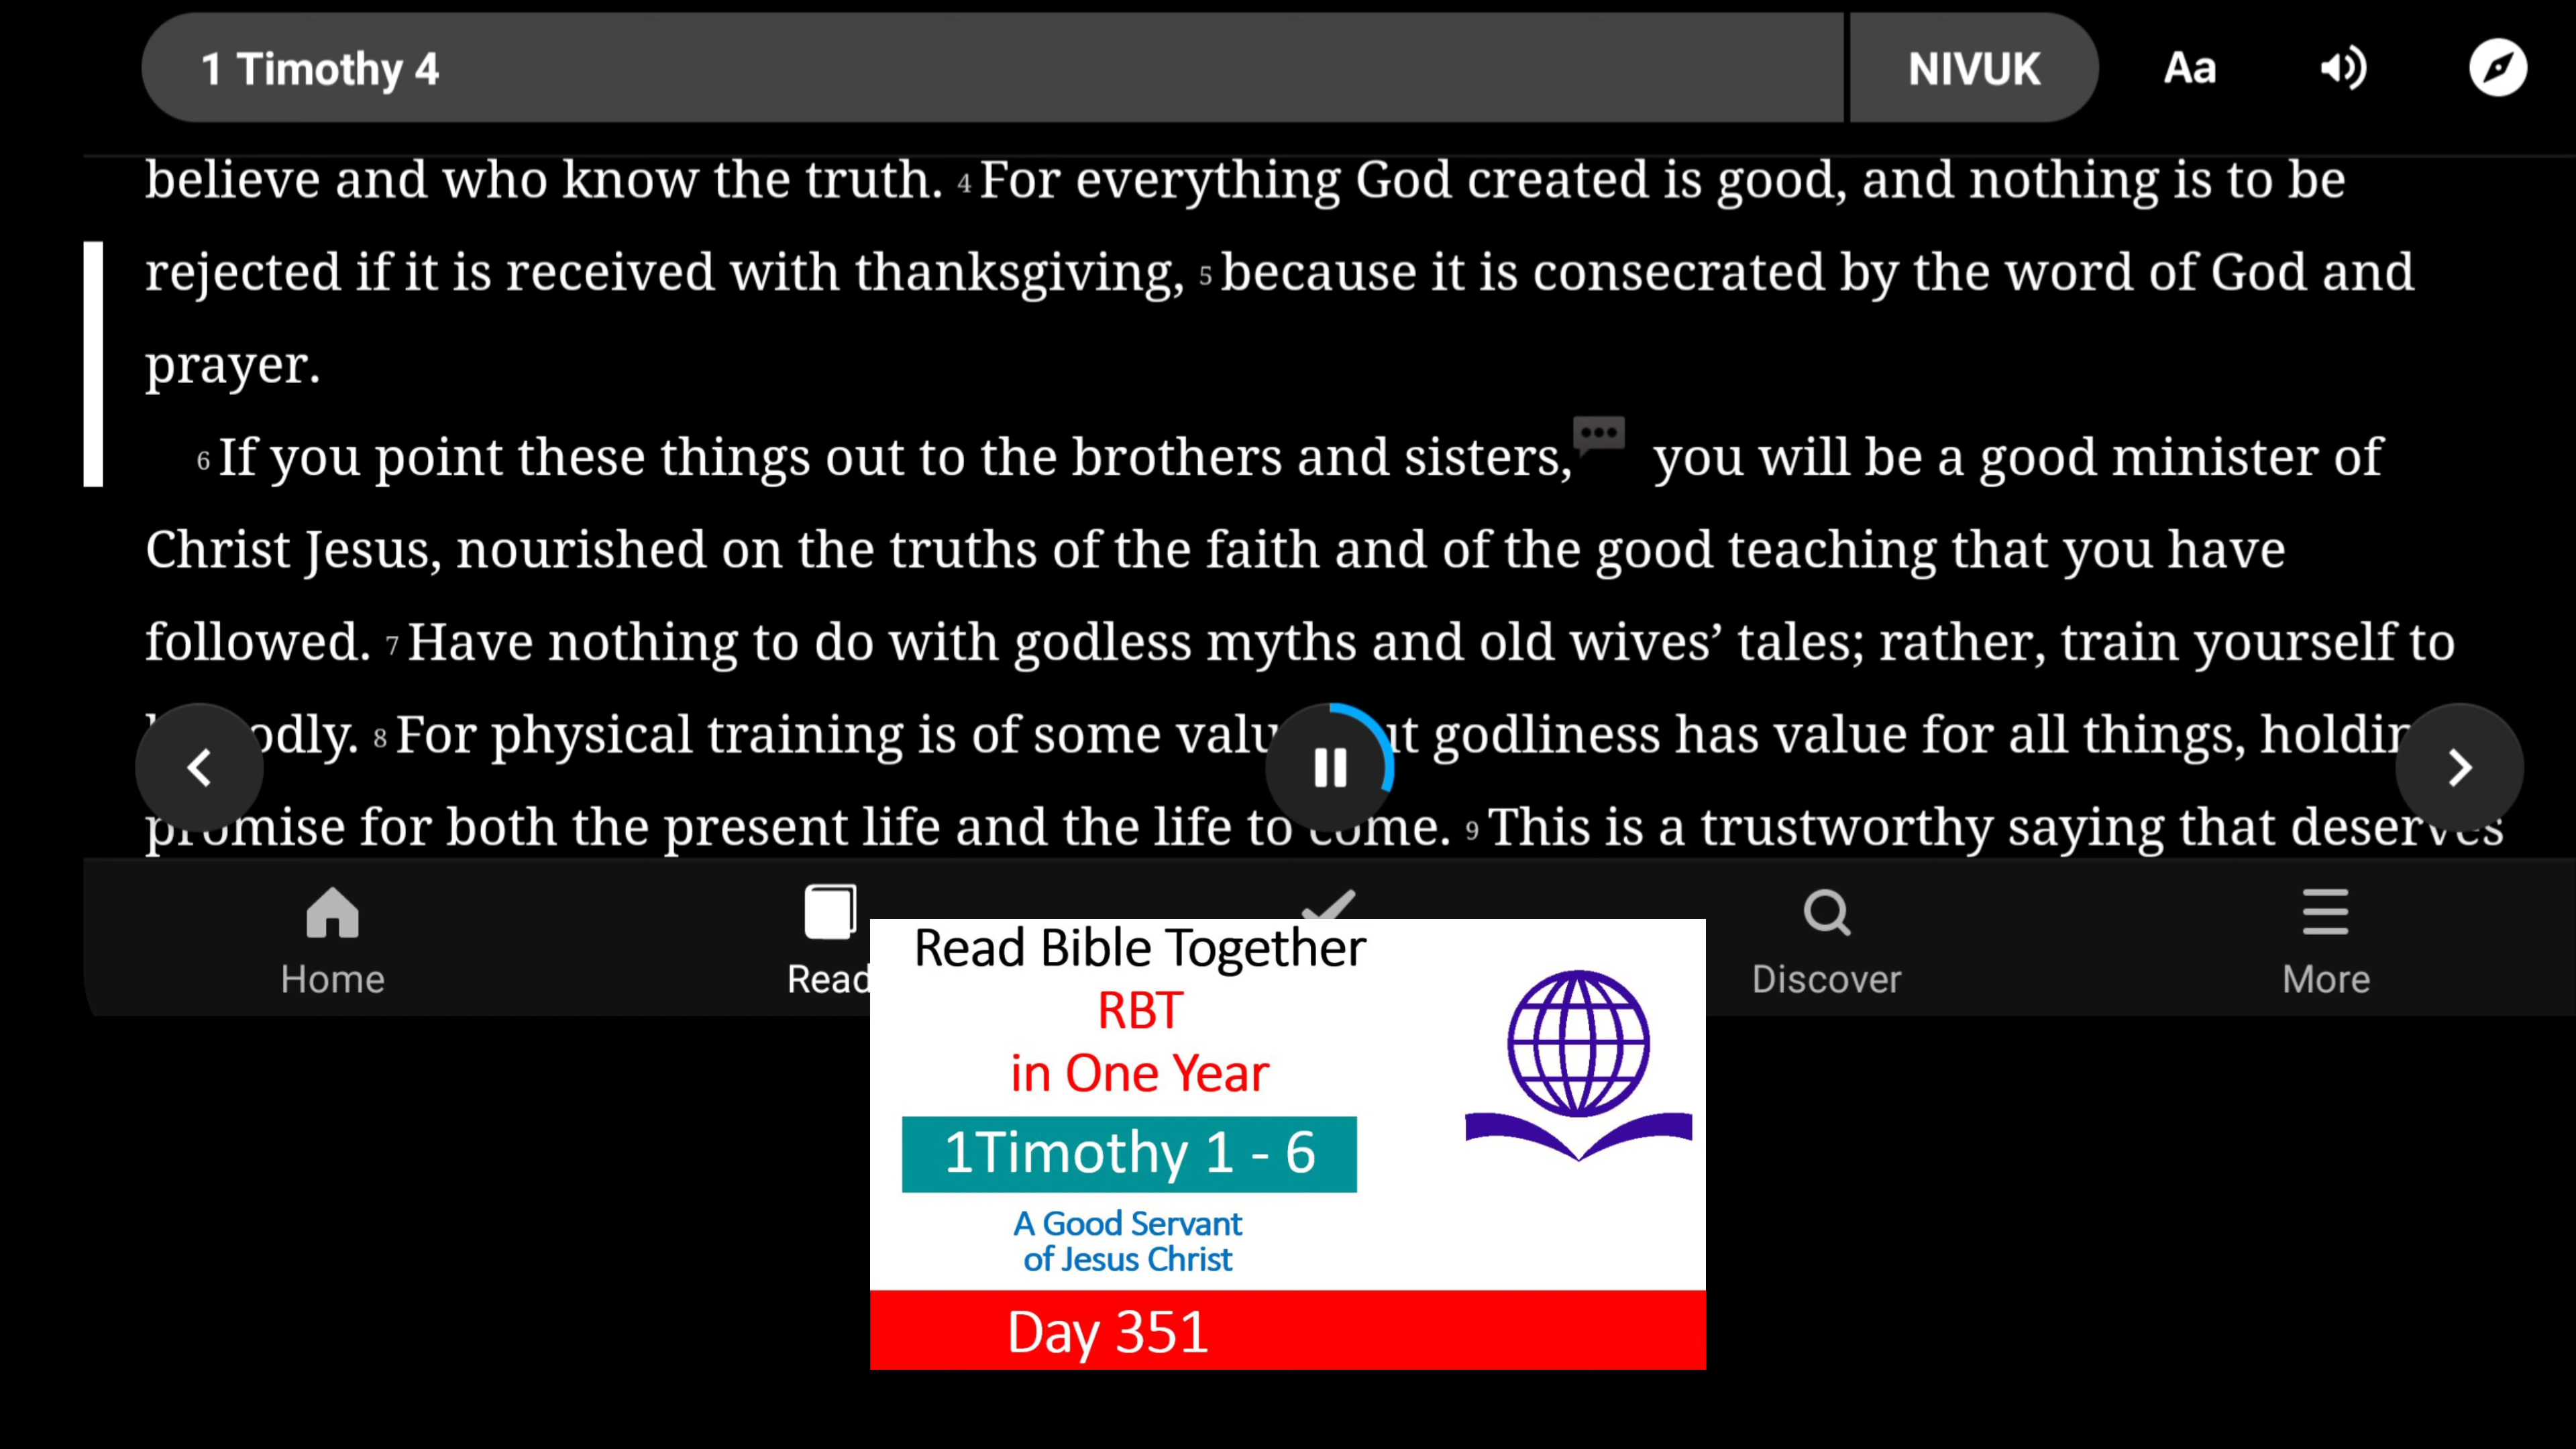 1 Timothy 4
NIVUK
Aa
believe and who know the truth. 4 For everything God created is good, and nothing is to be
rejected if it is received with thanksgiving, 5 because it is consecrated by the word of God and
prayer.
6 If you point these things out to the brothers and sisters, you will be a good minister of
Christ Jesus, nourished on the truths of the faith and of the good teaching that you have
followed. 7 Have nothing to do with godless myths and old wives’ tales; rather, train yourself to
8 For physical training is of some godliness has value for all things,
promise for both the present life and the life to come. 9 This is a trustworthy saying that deserves
Home
Read
Discover
More
Read Bible Together
RBT
in One Year
1Timothy 1 - 6
A Good Servant
of Jesus Christ
Day 351